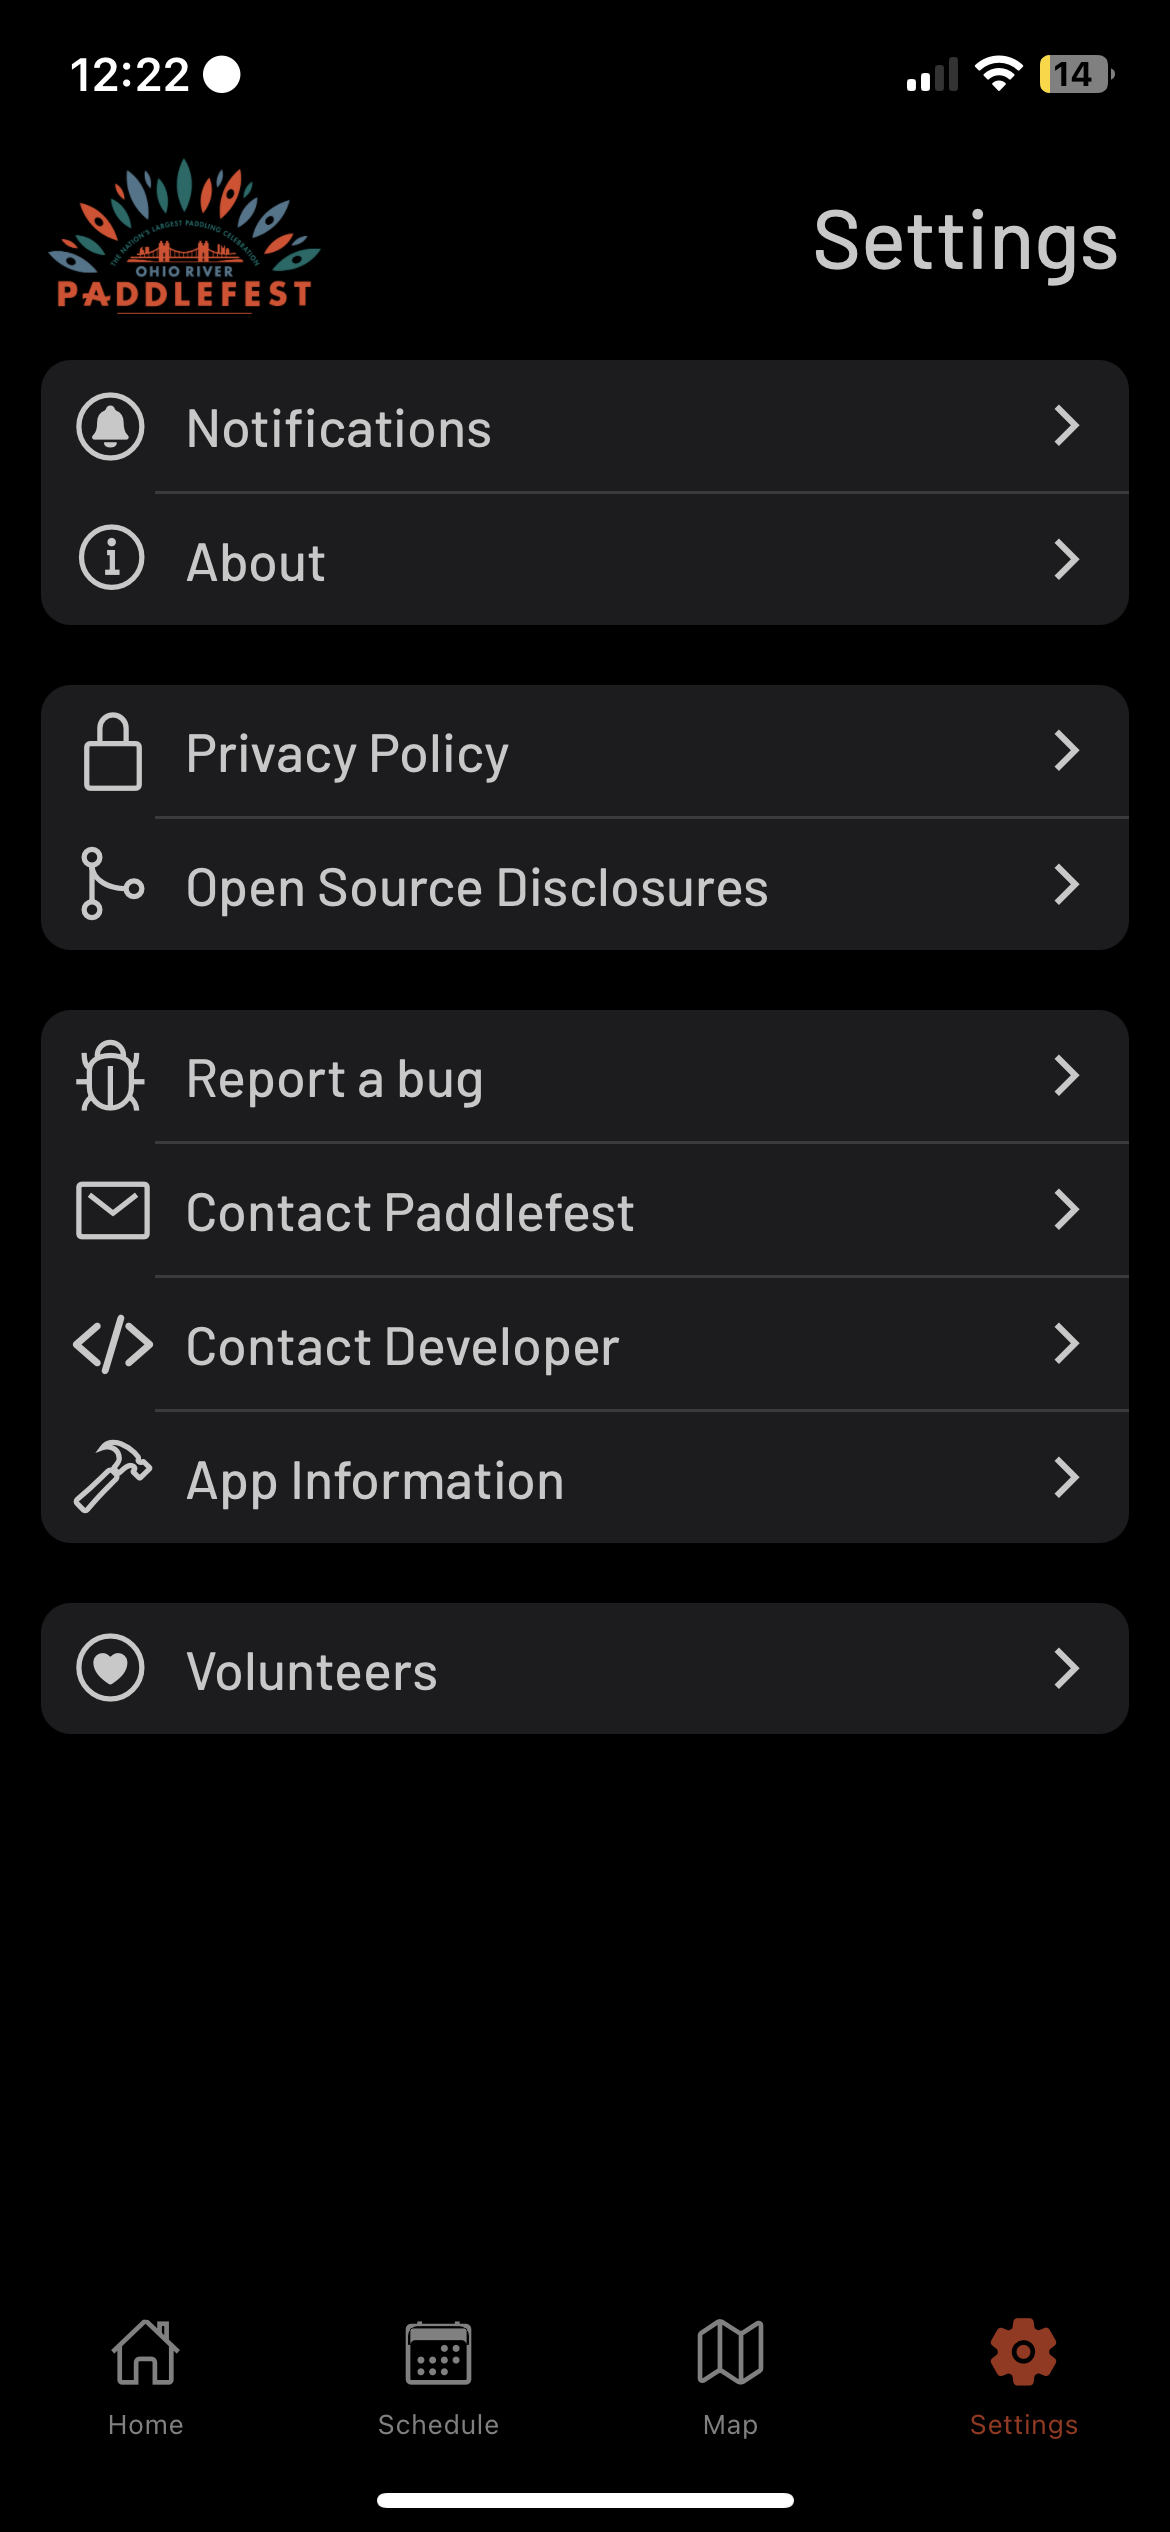 12:22
14
THE NATION'S LARGEST PADDLING CELEBRATION
OHIO RIVER
PADDLEFEST
Settings
Notifications
About
Privacy Policy
Open Source Disclosures
Report a bug
Contact Paddlefest
Contact Developer
App Information
Volunteers
Home
Schedule
Map
Settings